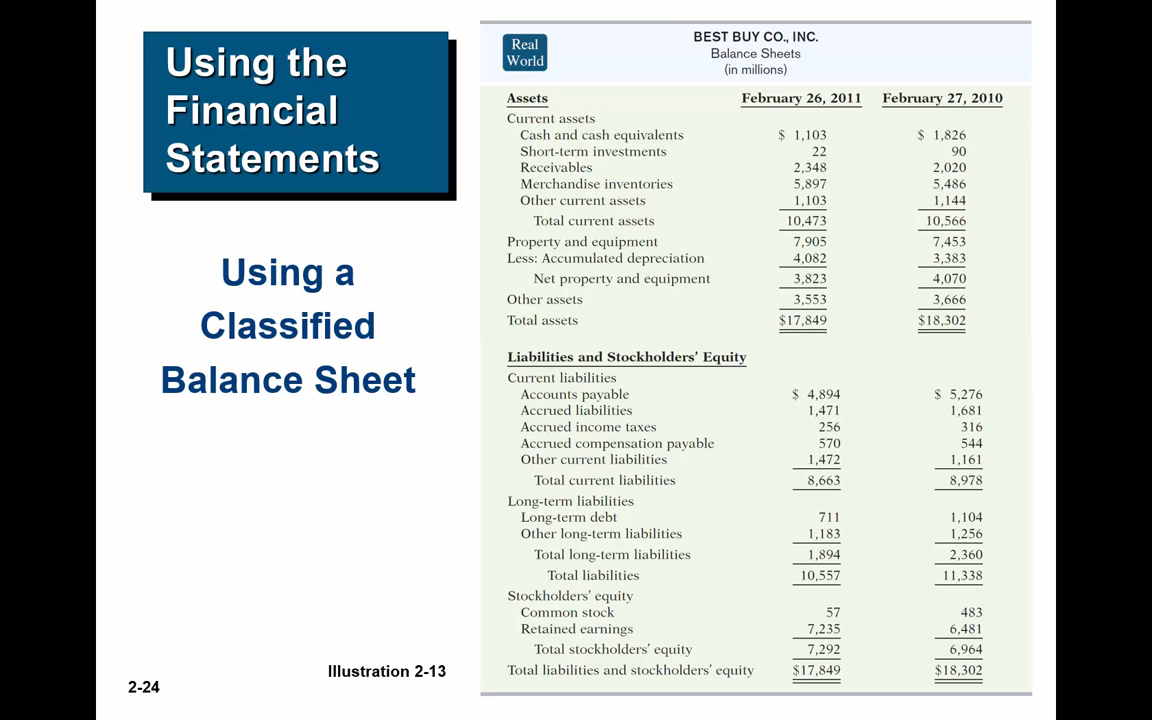 Using the
Financial
Statements
Using a
Classified
Balance Sheet
Illustration 2-13
2-24
Real
World
BEST BUY CO., INC.
Balance Sheets
(in millions)
Assets February 26, 2011 February 27, 2010
Current assets
Cash and cash equivalents $ 1,103 $ 1,826
Short-term investments 22 90
Receivables 2,348 2,020
Merchandise inventories 5,897 5,486
Other current assets 1,103 1,144
Total current assets 10,473 10,566
Property and equipment 7,905 7,453
Less: Accumulated depreciation 4,082 3,383
Net property and equipment 3,823 4,070
Other assets 3,553 3,666
Total assets $17,849 $18,302
Liabilities and Stockholders' Equity
Current liabilities
Accounts payable $ 4,894 $ 5,276
Accrued liabilities 1,471 1,681
Accrued income taxes 256 316
Accrued compensation payable 570 544
Other current liabilities 1,472 1,161
Total current liabilities 8,663 8,978
Long-term liabilities
Long-term debt 711 1,104
Other long-term liabilities 1,183 1,256
Total long-term liabilities 1,894 2,360
Total liabilities 10,557 11,338
Stockholders' equity
Common stock 57 483
Retained earnings 7,235 6,481
Total stockholders' equity 7,292 6,964
Total liabilities and stockholders' equity $17,849 $18,302